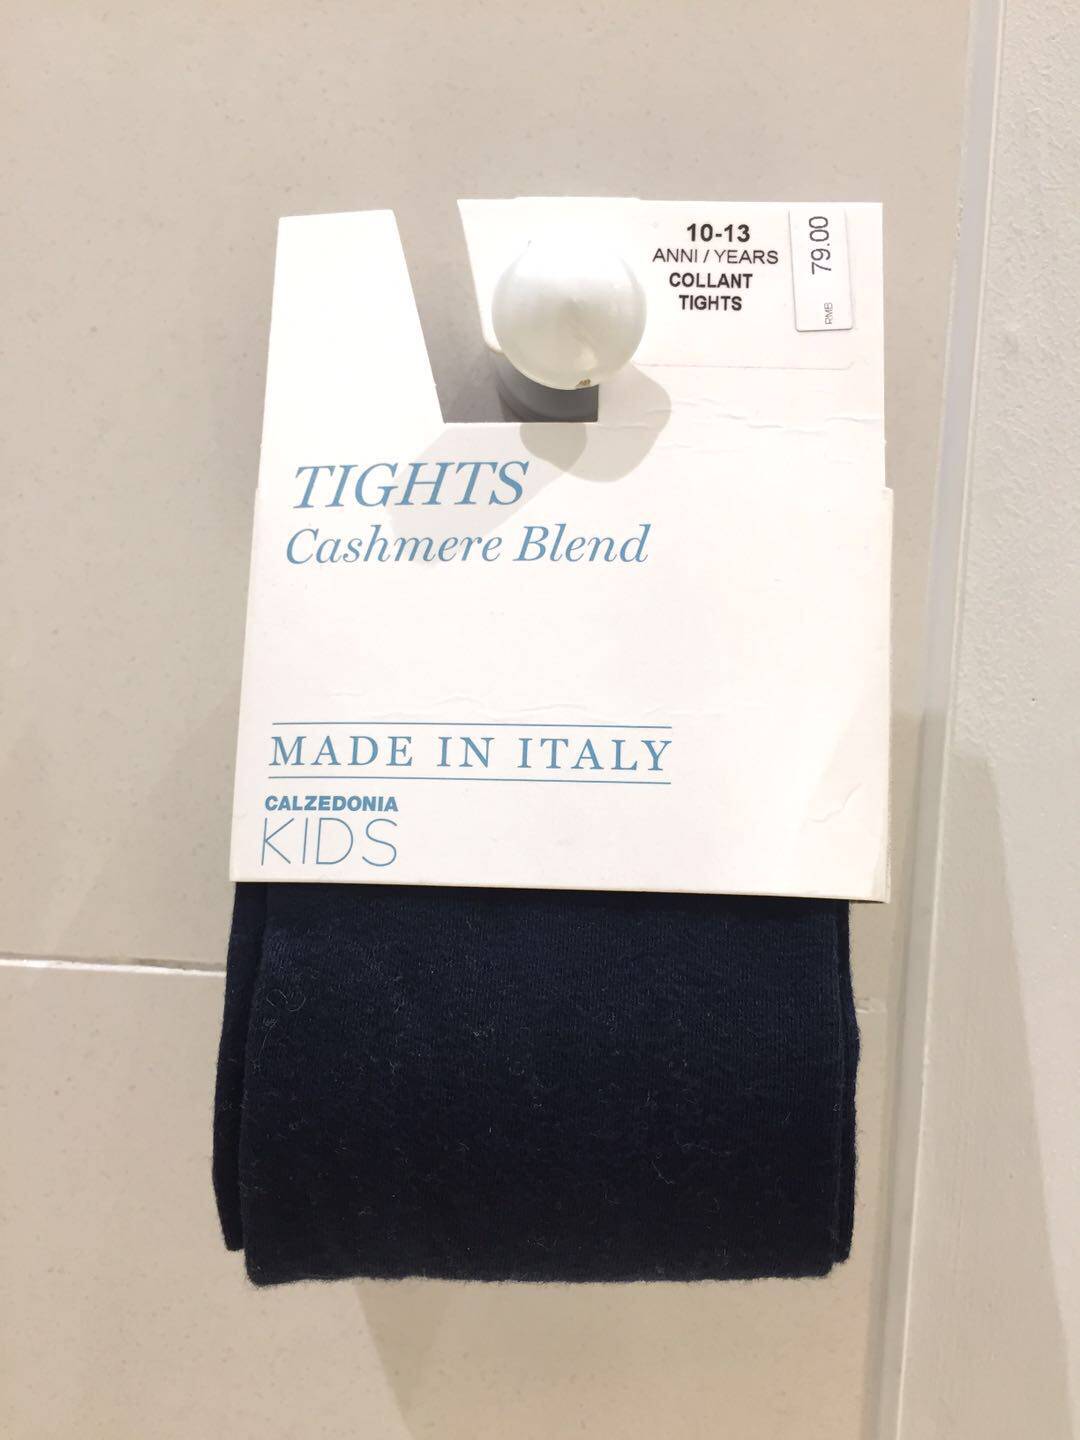 10-13
ANNI / YEARS
COLLANT
TIGHTS
RMB 79.00
TIGHTS
Cashmere Blend
MADE IN ITALY
CALZEDONIA
KIDS